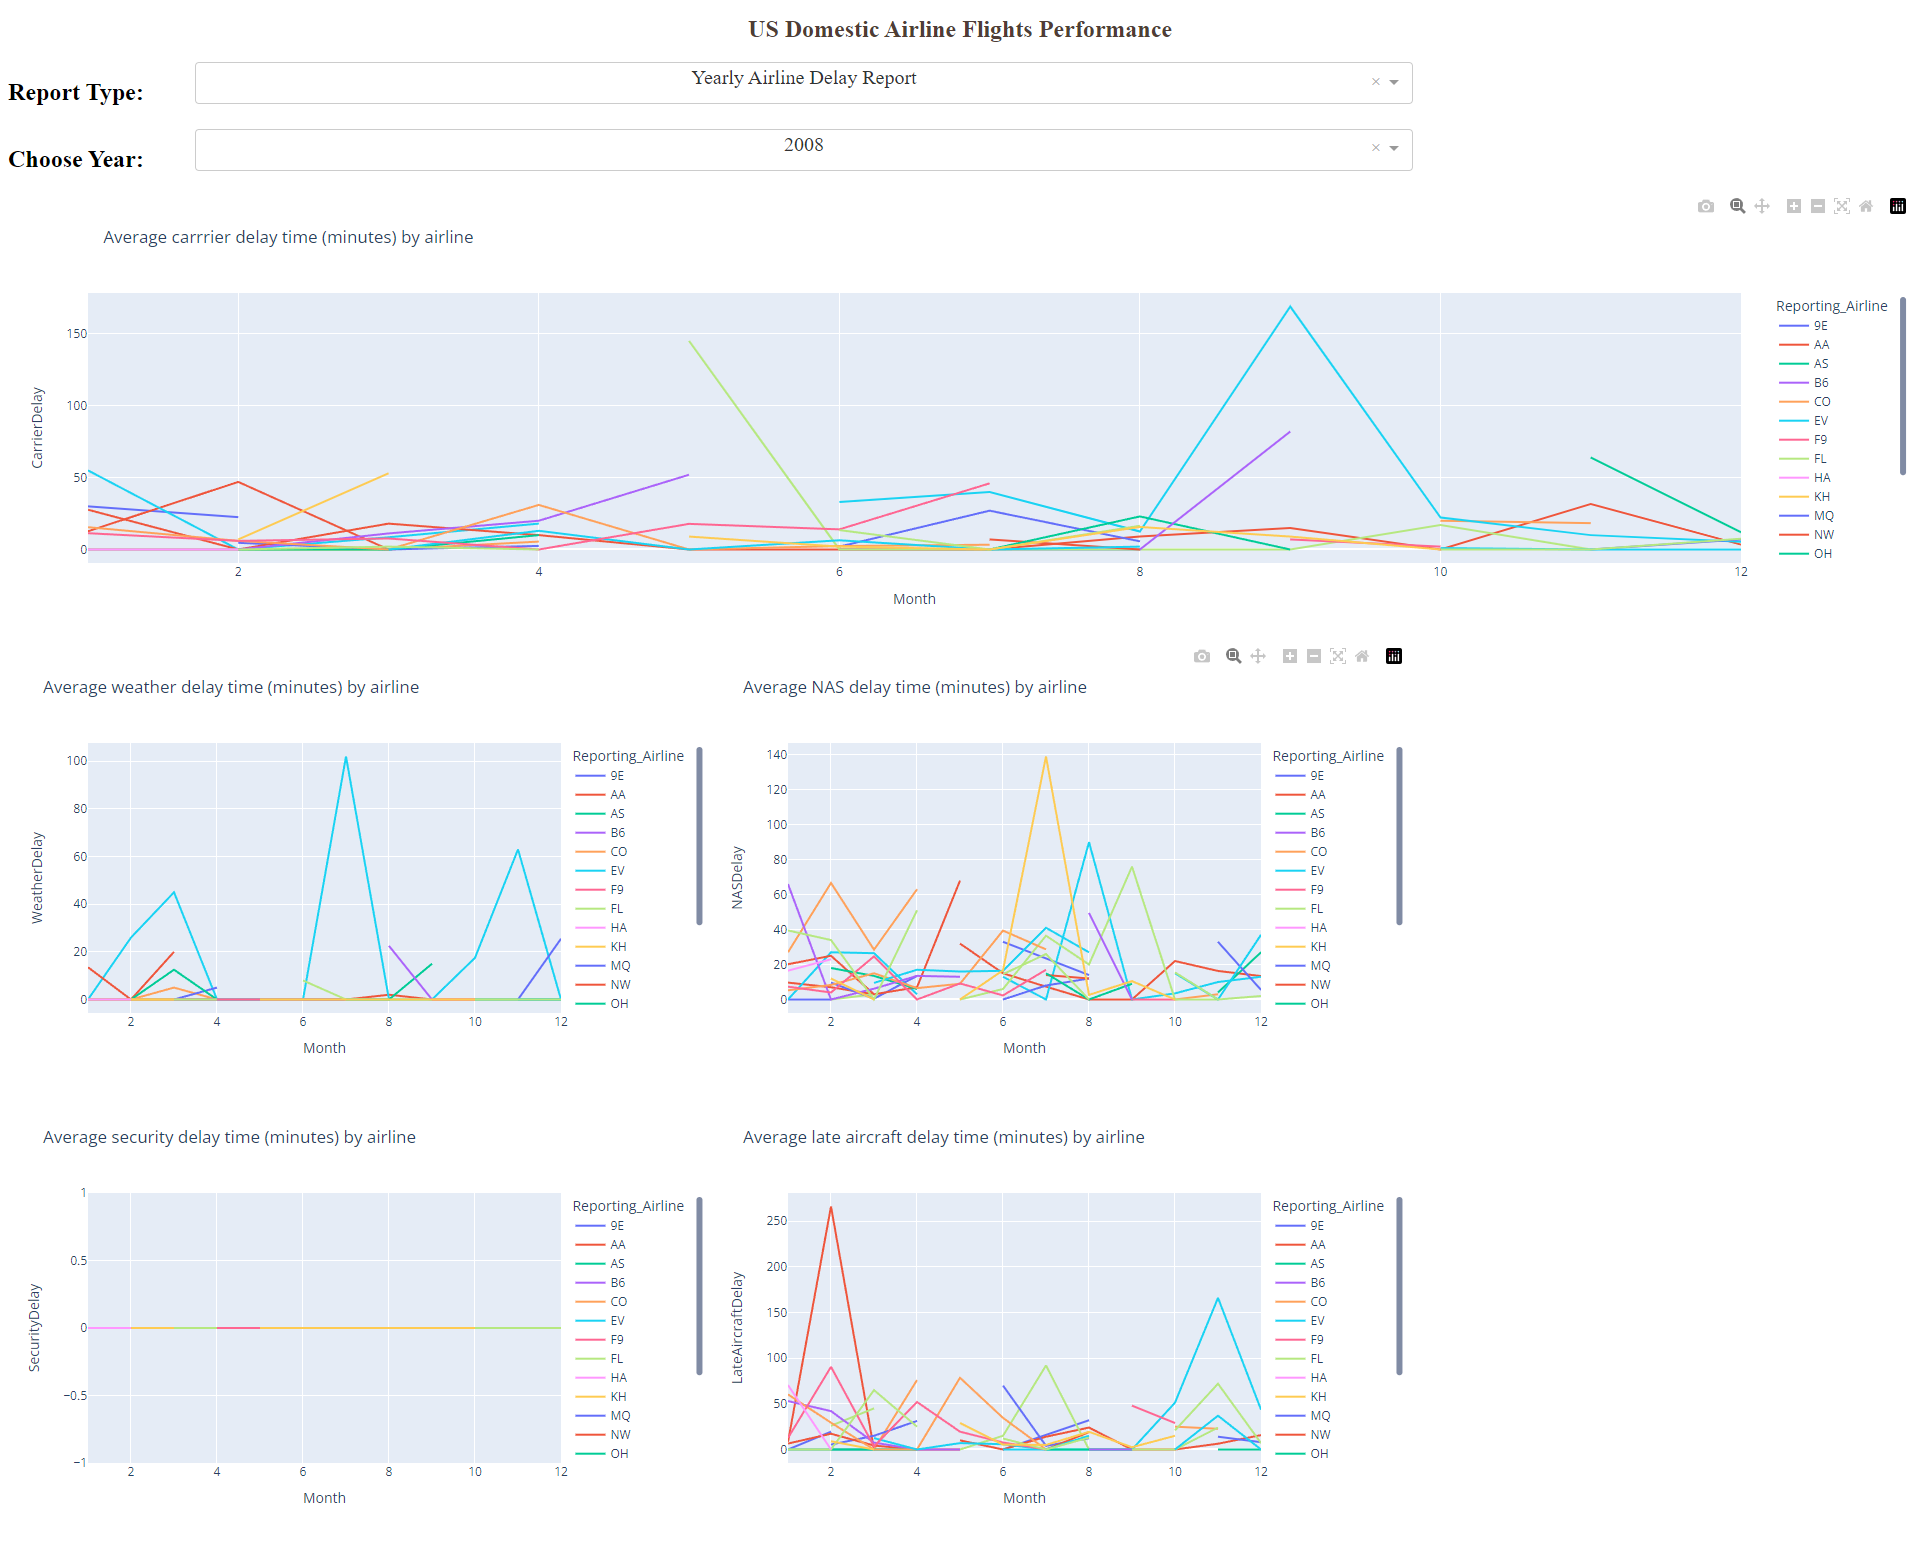 US Domestic Airline Flights Performance
Report Type:
Yearly Airline Delay Report
×
Choose Year:
2008
×
Average carrrier delay time (minutes) by airline
CarrierDelay
150
100
50
0
2 4 6 8 10 12
Month
Reporting_Airline
9E
AA
AS
B6
CO
EV
F9
FL
HA
KH
MQ
NW
OH
Average weather delay time (minutes) by airline
WeatherDelay
100
80
60
40
20
0
2 4 6 8 10 12
Month
Reporting_Airline
9E
AA
AS
B6
CO
EV
F9
FL
HA
KH
MQ
NW
OH
Average NAS delay time (minutes) by airline
NASDelay
140
120
100
80
60
40
20
0
2 4 6 8 10 12
Month
Reporting_Airline
9E
AA
AS
B6
CO
EV
F9
FL
HA
KH
MQ
NW
OH
Average security delay time (minutes) by airline
SecurityDelay
1
0.5
0
−0.5
−1
2 4 6 8 10 12
Month
Reporting_Airline
9E
AA
AS
B6
CO
EV
F9
FL
HA
KH
MQ
NW
OH
Average late aircraft delay time (minutes) by airline
LateAircraftDelay
250
200
150
100
50
0
2 4 6 8 10 12
Month
Reporting_Airline
9E
AA
AS
B6
CO
EV
F9
FL
HA
KH
MQ
NW
OH